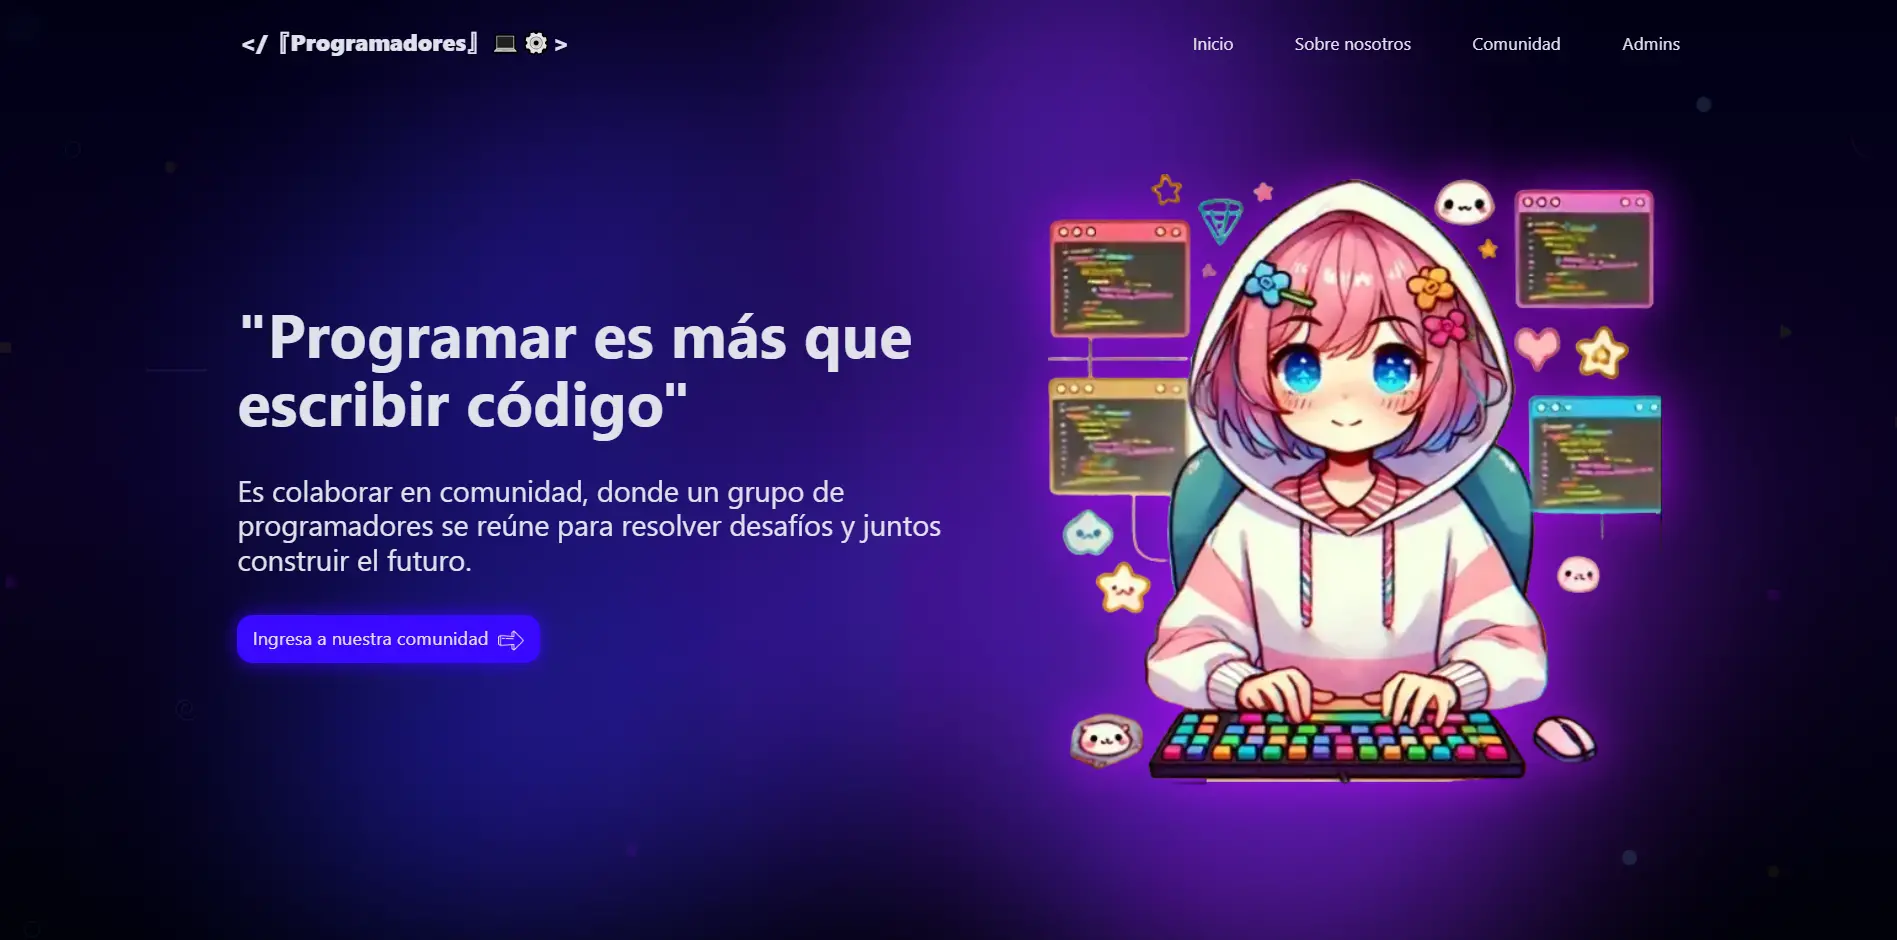 </『Programadores』 💻 ⚙️ >
Inicio
Sobre nosotros
Comunidad
Admins
"Programar es más que
escribir código"
Es colaborar en comunidad, donde un grupo de
programadores se reúne para resolver desafíos y juntos
construir el futuro.
Ingresa a nuestra comunidad